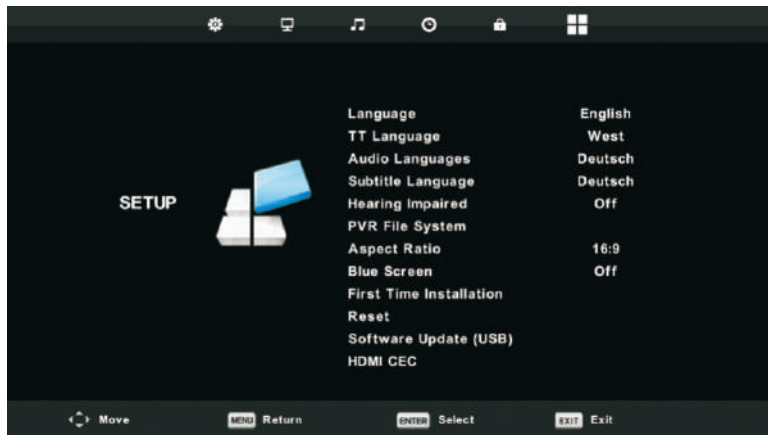 Language English
TT Language West
Audio Languages Deutsch
SETUP
Subtitle Language Deutsch
Hearing Impaired Off
PVR File System
Aspect Ratio 16:9
Blue Screen Off
First Time Installation
Reset
Software Update (USB)
HDMI CEC
Move MENU Return ENTER Select EXIT Exit